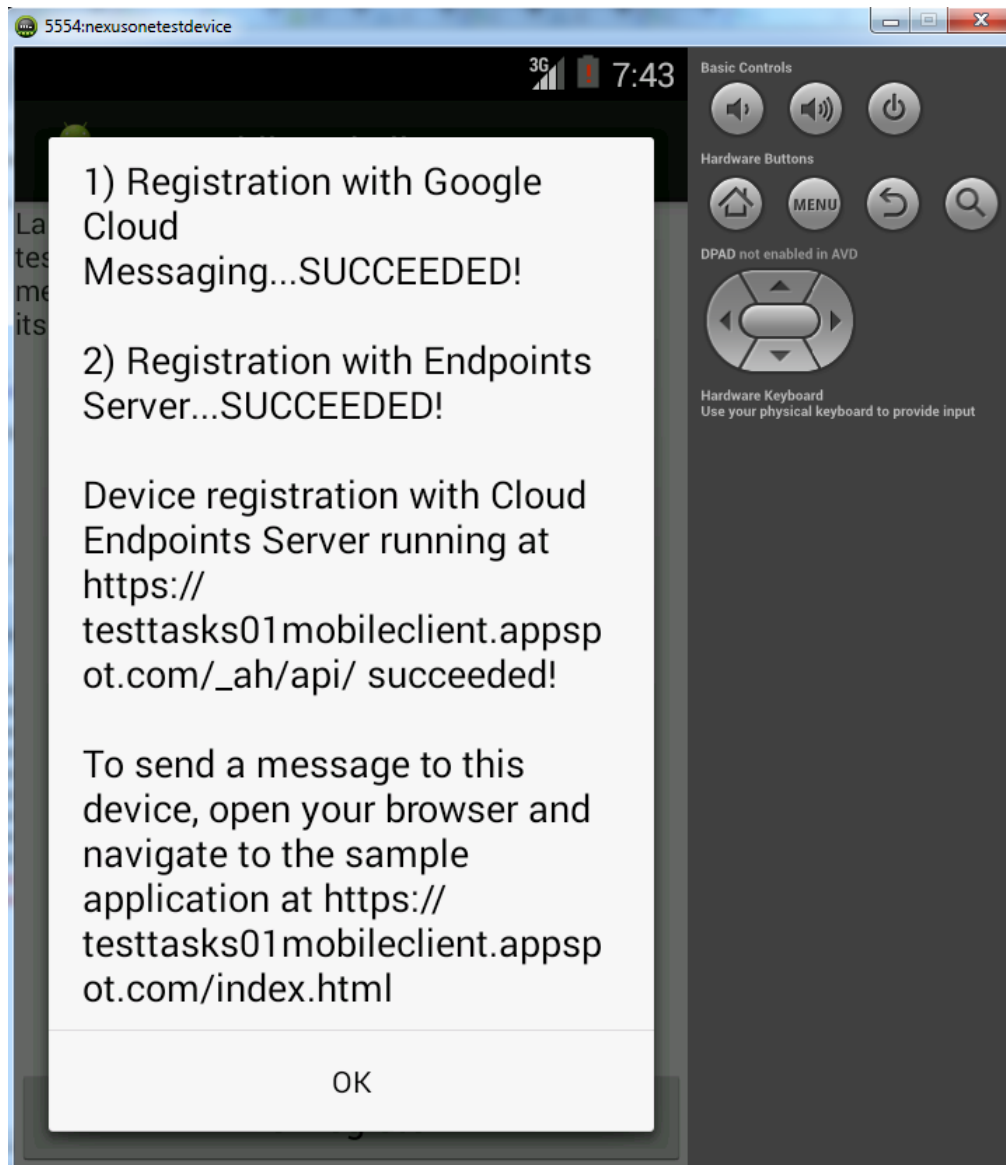 5554:nexusonetestdevice
3G 7:43
1) Registration with Google
Cloud
Messaging...SUCCEEDED!
2) Registration with Endpoints
Server...SUCCEEDED!
Device registration with Cloud
Endpoints Server running at
https://
testtasks01mobileclient.appsp
ot.com/_ah/api/ succeeded!
To send a message to this
device, open your browser and
navigate to the sample
application at https://
testtasks01mobileclient.appsp
ot.com/index.html
OK
La
tes
me
its
Basic Controls
Hardware Buttons
MENU
DPAD not enabled in AVD
Hardware Keyboard
Use your physical keyboard to provide input